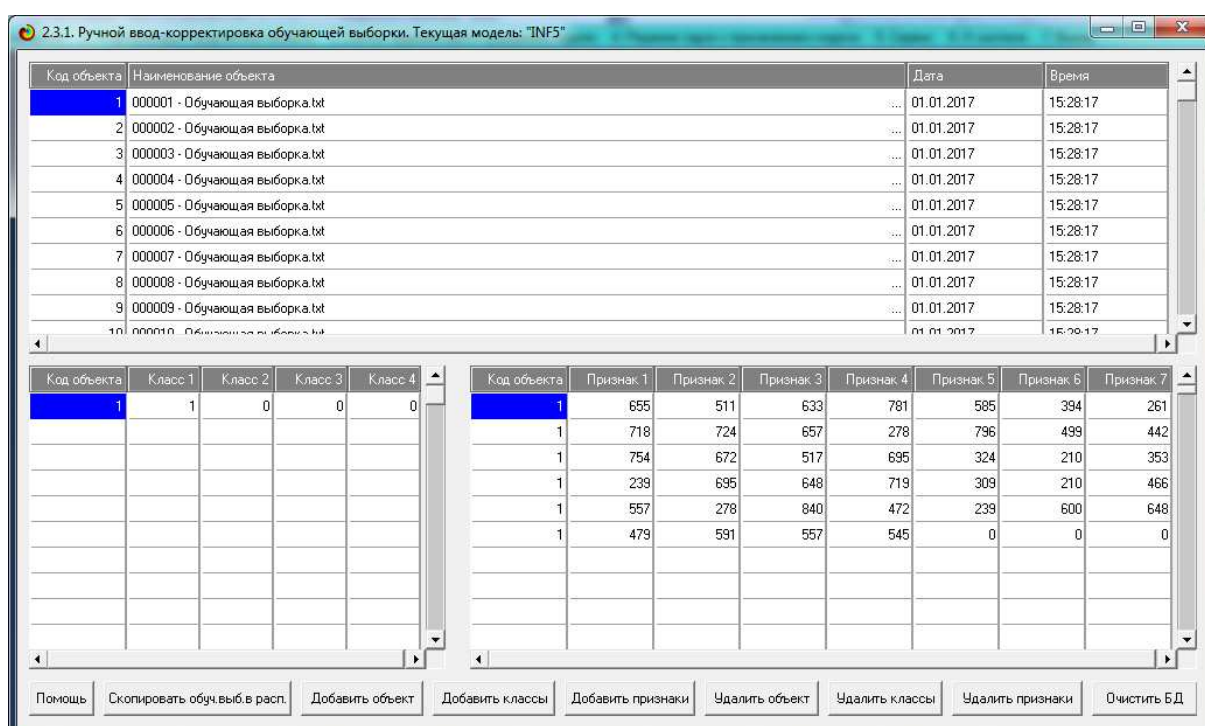 2.3.1. Ручной ввод-корректировка обучающей выборки. Текущая модель: "INF5"
Код объекта Наименование объекта Дата Время
1 000001 - Обучающая выборка.txt ... 01.01.2017 15:28:17
2 000002 - Обучающая выборка.txt ... 01.01.2017 15:28:17
3 000003 - Обучающая выборка.txt ... 01.01.2017 15:28:17
4 000004 - Обучающая выборка.txt ... 01.01.2017 15:28:17
5 000005 - Обучающая выборка.txt ... 01.01.2017 15:28:17
6 000006 - Обучающая выборка.txt ... 01.01.2017 15:28:17
7 000007 - Обучающая выборка.txt ... 01.01.2017 15:28:17
8 000008 - Обучающая выборка.txt ... 01.01.2017 15:28:17
9 000009 - Обучающая выборка.txt ... 01.01.2017 15:28:17
10 000010 - Обучающая выборка.txt 01.01.2017 15:28:17
Код объекта Класс 1 Класс 2 Класс 3 Класс 4
1 1 0 0 0
Код объекта Признак 1 Признак 2 Признак 3 Признак 4 Признак 5 Признак 6 Признак 7
1 655 511 633 781 585 394 261
1 718 724 657 278 796 499 442
1 754 672 517 695 324 210 353
1 239 695 648 719 309 210 466
1 557 278 840 472 239 600 648
1 479 591 557 545 0 0 0
Помощь Скопировать обуч.выб.в расп. Добавить объект Добавить классы Добавить признаки Удалить объект Удалить классы Удалить признаки Очистить БД